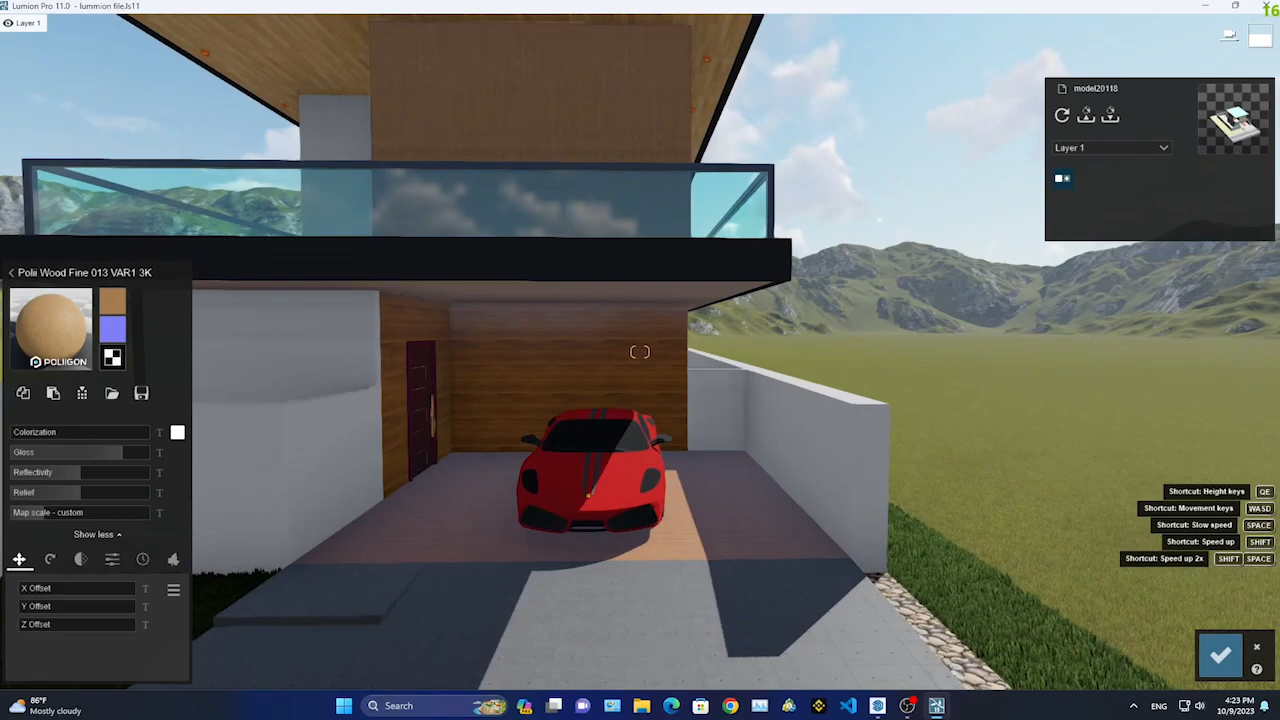 Lumion Pro 11.0 - lummion file.ls11
16
Layer 1
model20118
Layer 1
Polii Wood Fine 013 VAR1 3K
POLIIGON
Colorization T
Gloss T
Reflectivity T
Relief T
Map scale - custom T
Show less
X Offset T
Y Offset T
Z Offset T
Shortcut: Height keys QE
Shortcut: Movement keys WASD
Shortcut: Slow speed SPACE
Shortcut: Speed up SHIFT
Shortcut: Speed up 2x SHIFT SPACE
86°F
Mostly cloudy
Search
ENG
4:23 PM
10/9/2023